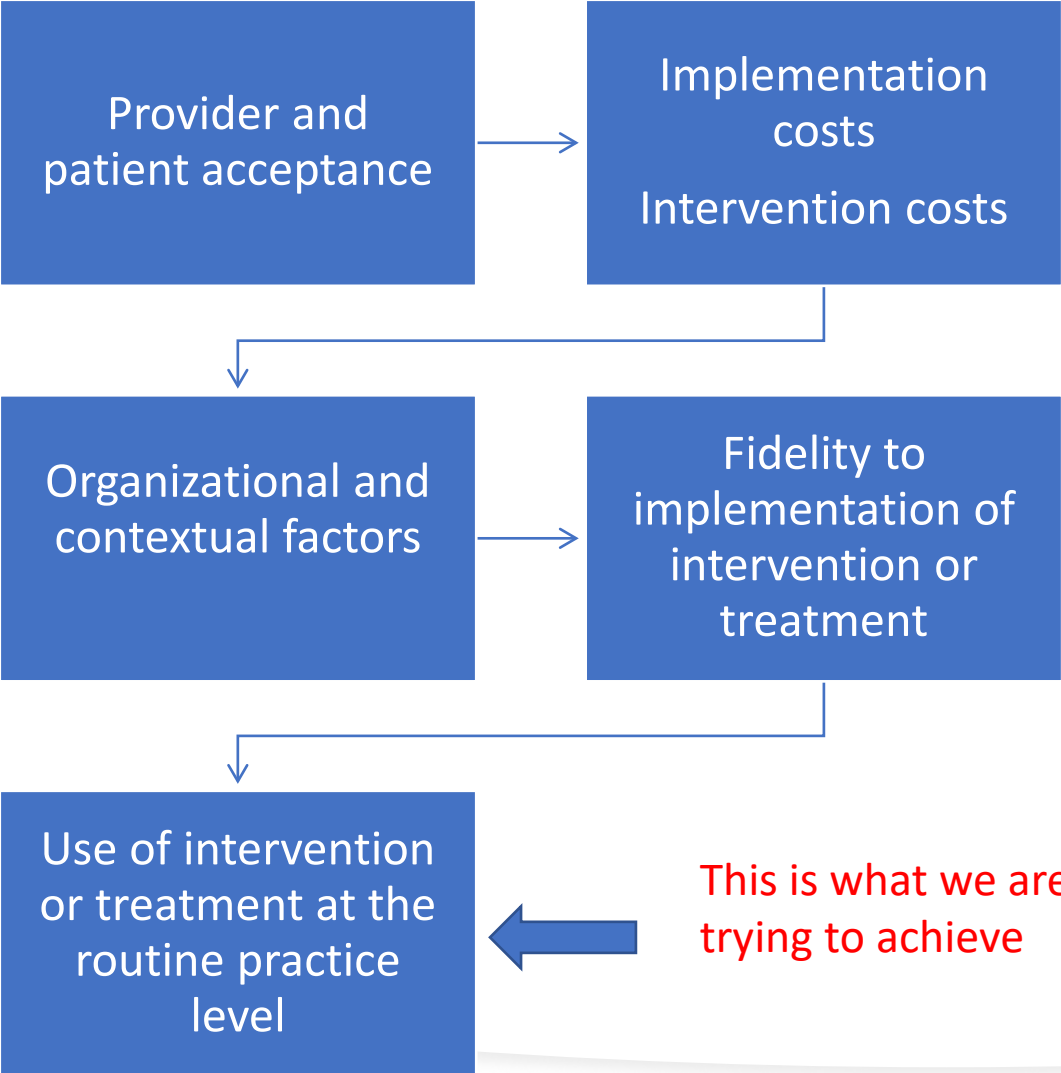 Provider and
patient acceptance
Implementation
costs
Intervention costs
Organizational and
contextual factors
Fidelity to
implementation of
intervention or
treatment
Use of intervention
or treatment at the
routine practice
level
This is what we are
trying to achieve